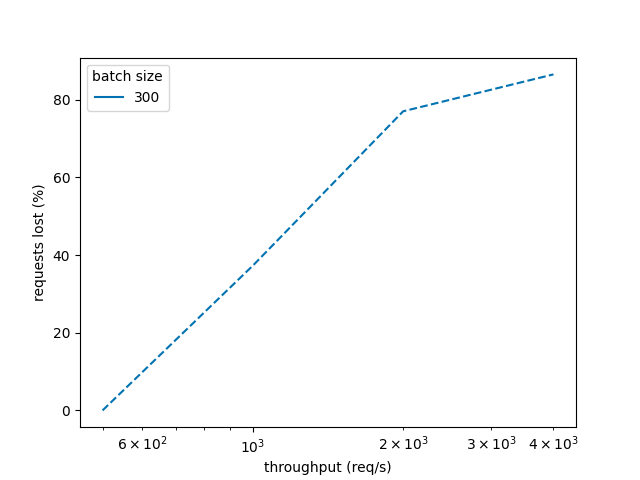 batch size
300
80
60
40
20
0
requests lost (%)
6 × 10²
10³
2 × 10³
3 × 10³
4 × 10³
throughput (req/s)